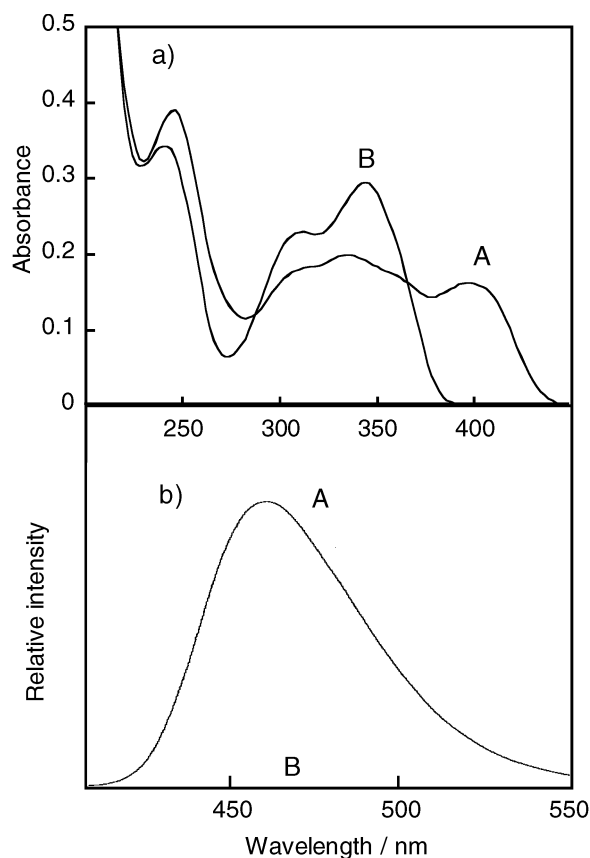 0.5
a)
0.4
B
0.3
A
0.2
0.1
0
Absorbance
250 300 350 400
b)
A
B
Relative intensity
450 500 550
Wavelength / nm